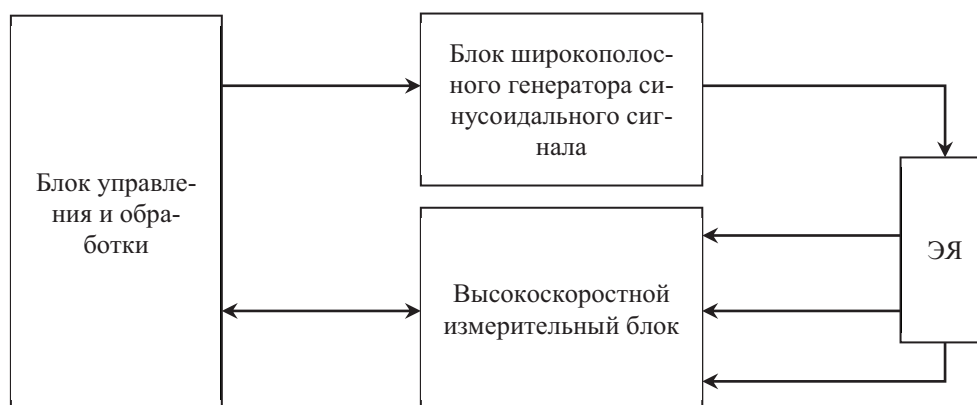 Блок широкополос-
ного генератора си-
нусоидального сиг-
нала
Блок управле-
ния и обра-
ботки
ЭЯ
Высокоскоростной
измерительный блок